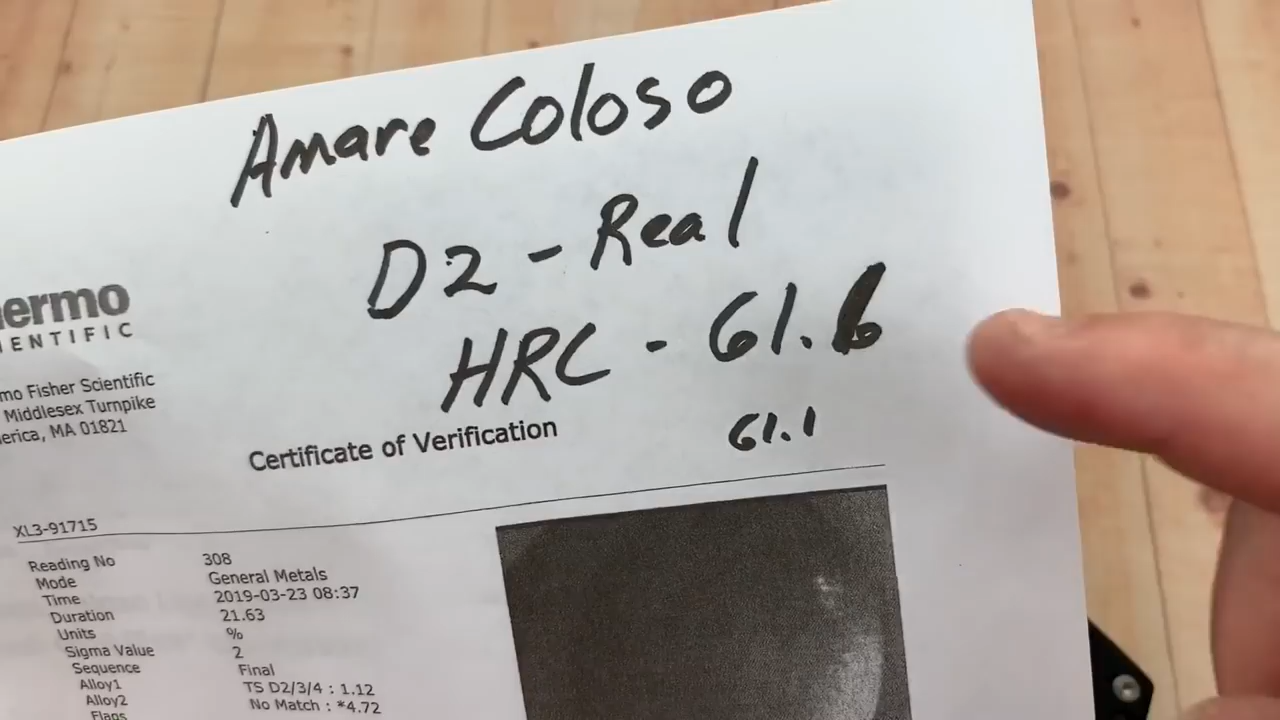 Amare Coloso
D2 - Real
HRC - 61.6
61.1
ermo
ENTIFIC
mo Fisher Scientific
Middlesex Turnpike
erica, MA 01821
Certificate of Verification
XL3-91715
Reading No 308
Mode General Metals
Time 2019-03-23 08:37
Duration 21.63
Units %
Sigma Value 2
Sequence Final
Alloy1 TS D2/3/4 : 1.12
Alloy2 No Match : *4.72
Flags